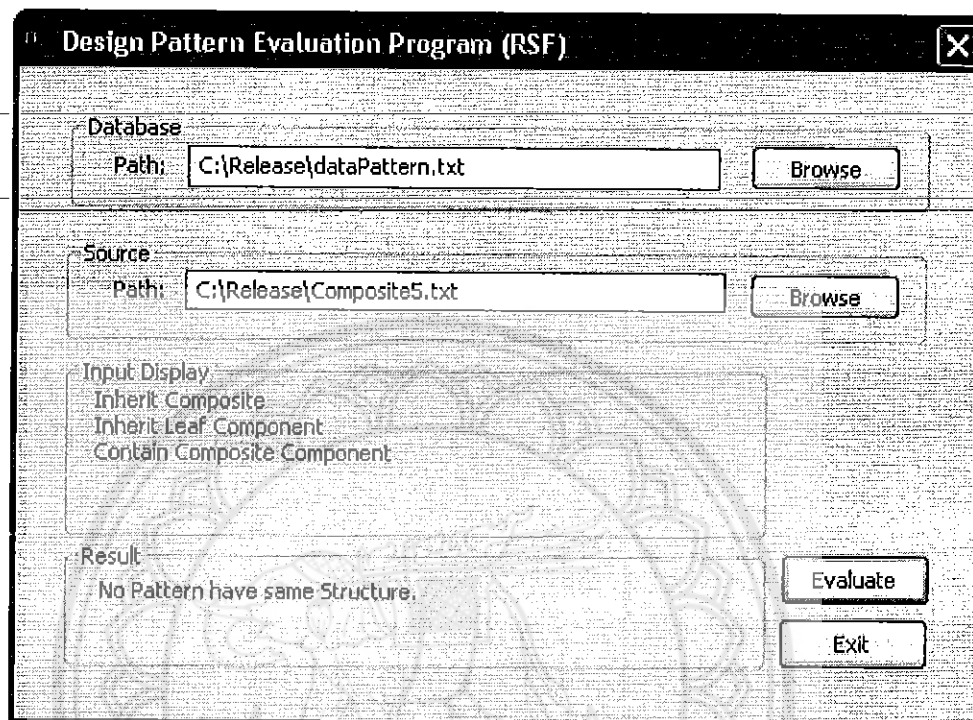 Design Pattern Evaluation Program (RSF)
Database
Path: C:\Release\dataPattern.txt Browse
Source
Path: C:\Release\Composite5.txt Browse
Input Display
Inherit Composite
Inherit Leaf Component
Contain Composite Component
Result
No Pattern have same Structure.
Evaluate
Exit